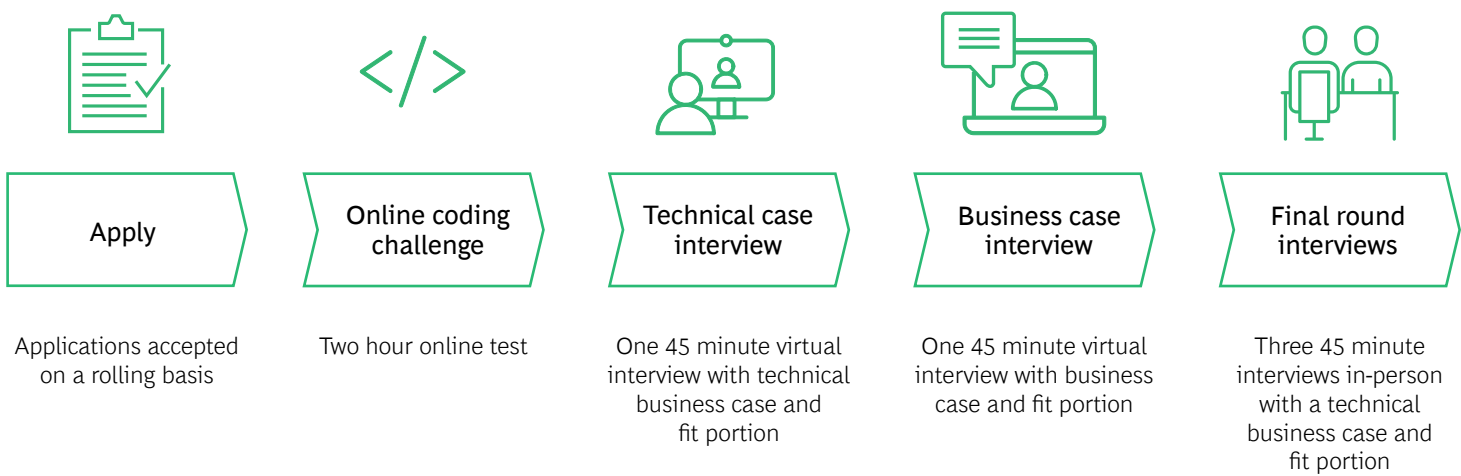 Apply
Online coding
challenge
Technical case
interview
Business case
interview
Final round
interviews
Applications accepted
on a rolling basis
Two hour online test
One 45 minute virtual
interview with technical
business case and
fit portion
One 45 minute virtual
interview with business
case and fit portion
Three 45 minute
interviews in-person
with a technical
business case and
fit portion